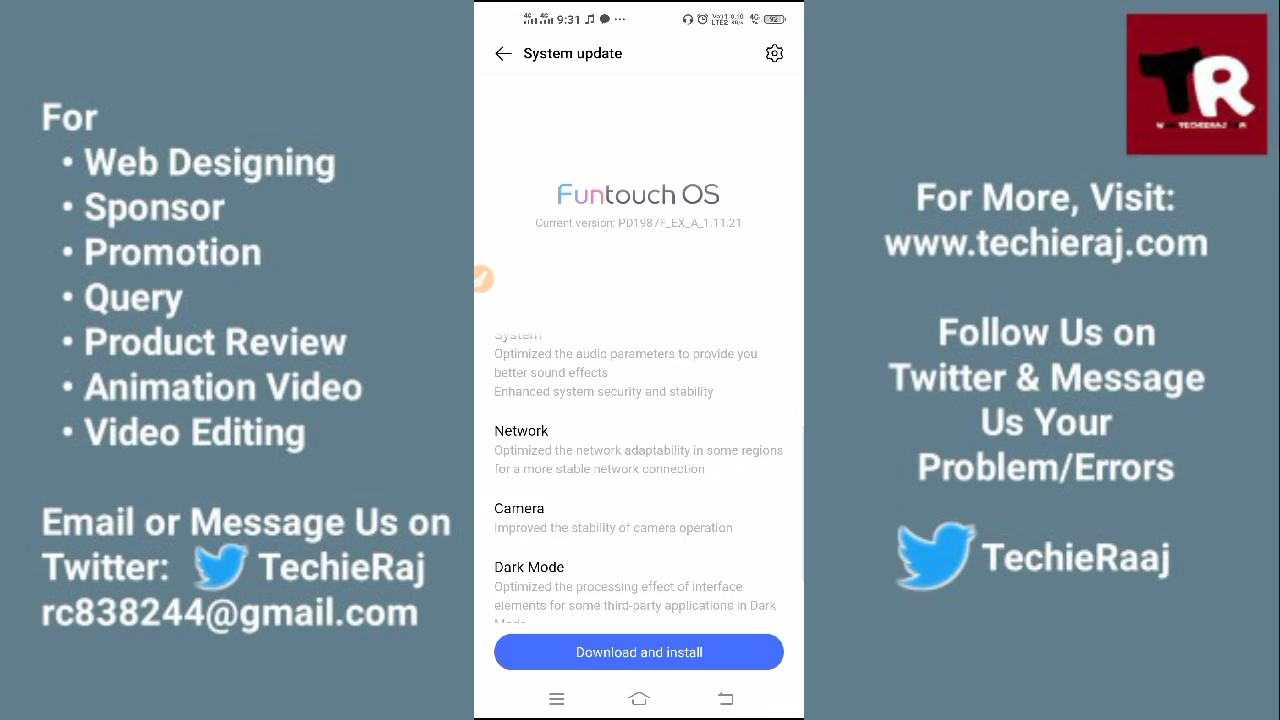 For
• Web Designing
• Sponsor
• Promotion
• Query
• Product Review
• Animation Video
• Video Editing
Email or Message Us on
Twitter: TechieRaj
rc838244@gmail.com
9:31
92
System update
Funtouch OS
Current version: PD1987F_EX_A_1.11.21
System
Optimized the audio parameters to provide you
better sound effects
Enhanced system security and stability
Network
Optimized the network adaptability in some regions
for a more stable network connection
Camera
Improved the stability of camera operation
Dark Mode
Optimized the processing effect of interface
elements for some third-party applications in Dark
Mode
Download and install
TR
For More, Visit:
www.techieraj.com
Follow Us on
Twitter & Message
Us Your
Problem/Errors
TechieRaaj